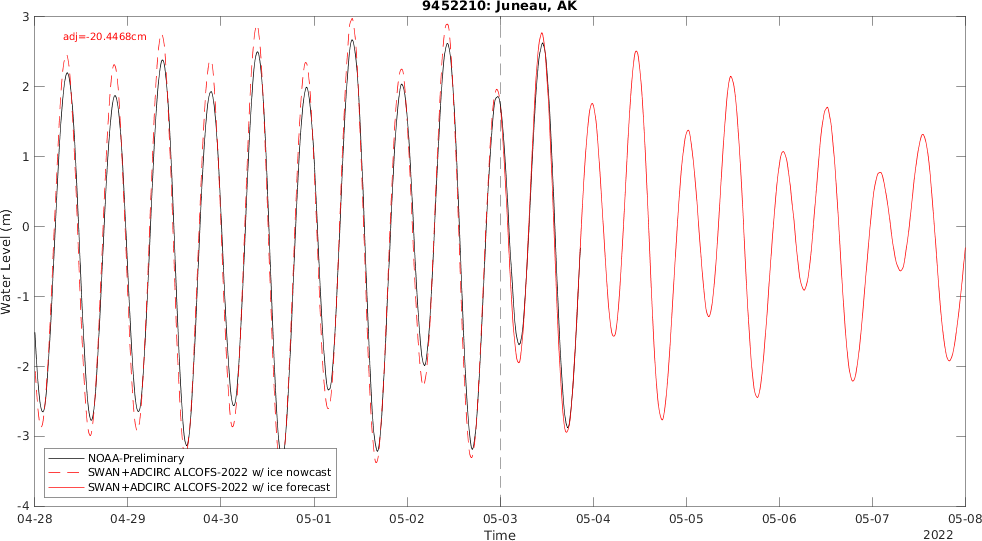 9452210: Juneau, AK
adj=-20.4468cm
Water Level (m)
3
2
1
0
-1
-2
-3
-4
NOAA-Preliminary
SWAN+ADCIRC ALCOFS-2022 w/ ice nowcast
SWAN+ADCIRC ALCOFS-2022 w/ ice forecast
04-28 04-29 04-30 05-01 05-02 05-03 05-04 05-05 05-06 05-07 05-08
Time
2022